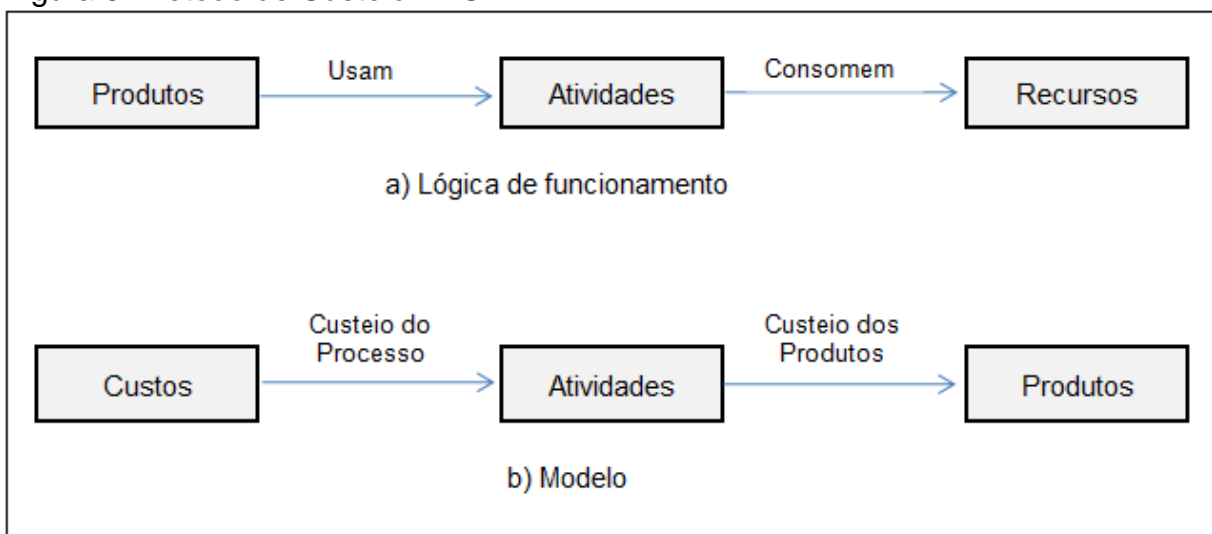 Usam
Consomem
Produtos
Atividades
Recursos
a) Lógica de funcionamento
Custeio do
Processo
Custeio dos
Produtos
Custos
Atividades
Produtos
b) Modelo